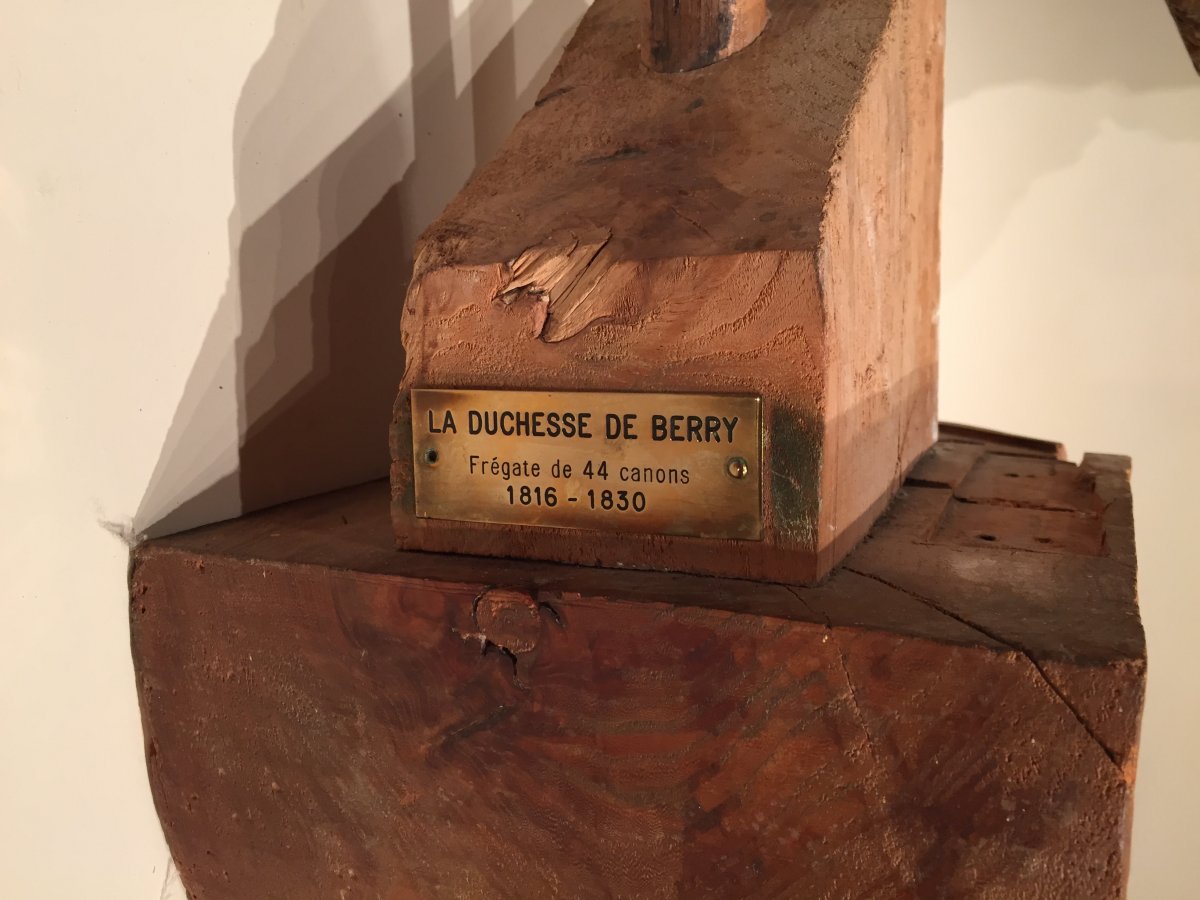 LA DUCHESSE DE BERRY
Frégate de 44 canons
1816 - 1830